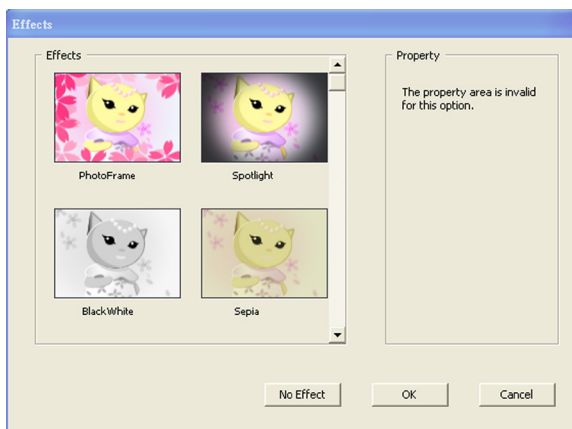 Effects
Effects
PhotoFrame
Spotlight
BlackWhite
Sepia
Property
The property area is invalid
for this option.
No Effect
OK
Cancel